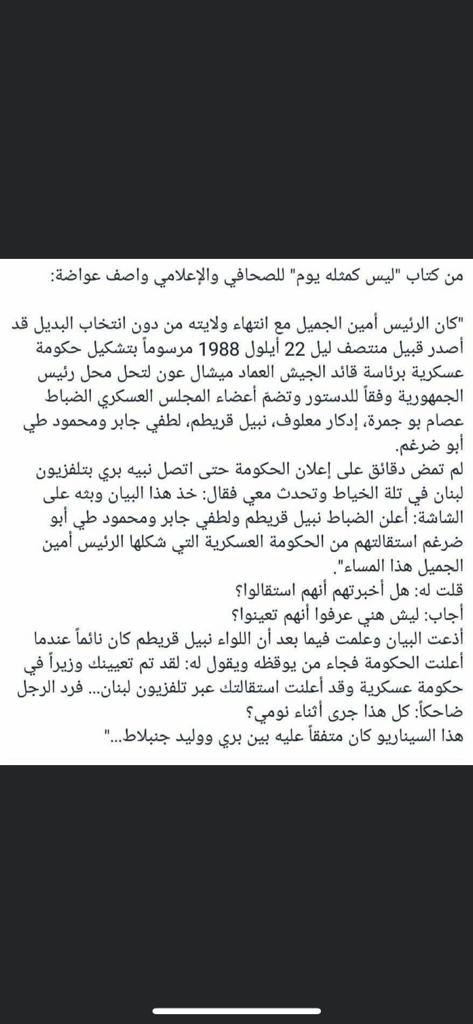 من كتاب "ليس كمثله يوم" للصحافي والإعلامي واصف عواضة:
"كان الرئيس أمين الجميل مع انتهاء ولايته من دون انتخاب البديل قد
أصدر قبيل منتصف ليل 22 أيلول 1988 مرسوماً بتشكيل حكومة
عسكرية برئاسة قائد الجيش العماد ميشال عون لتحل محل رئيس
الجمهورية وفقاً للدستور وتضمّ أعضاء المجلس العسكري الضباط
عصام بو جمرة، إدكار معلوف، نبيل قريطم، لطفي جابر ومحمود طي
أبو ضرغم.
لم تمض دقائق على إعلان الحكومة حتى اتصل نبيه بري بتلفزيون
لبنان في تلة الخياط وتحدث معي فقال: خذ هذا البيان وبثه على
الشاشة: أعلن الضباط نبيل قريطم ولطفي جابر ومحمود طي أبو
ضرغم استقالتهم من الحكومة العسكرية التي شكلها الرئيس أمين
الجميل هذا المساء".
قلت له: هل أخبرتهم أنهم استقالوا؟
أجاب: ليش هني عرفوا أنهم تعينوا؟
أذعت البيان وعلمت فيما بعد أن اللواء نبيل قريطم كان نائماً عندما
أعلنت الحكومة فجاء من يوقظه ويقول له: لقد تم تعيينك وزيراً في
حكومة عسكرية وقد أعلنت استقالتك عبر تلفزيون لبنان... فرد الرجل
ضاحكاً: كل هذا جرى أثناء نومي؟
هذا السيناريو كان متفقاً عليه بين بري ووليد جنبلاط..."